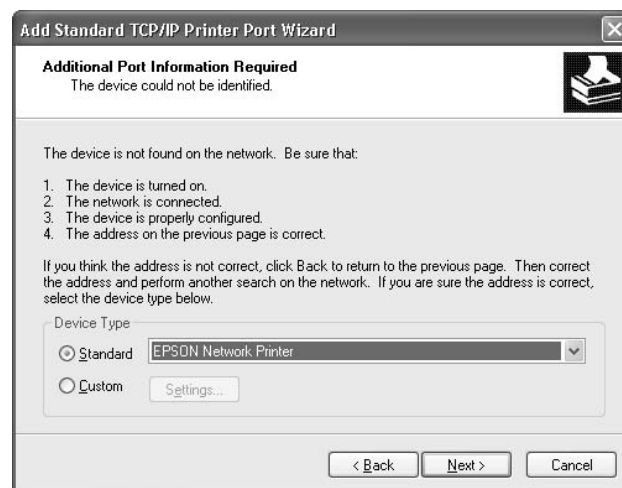 Add Standard TCP/IP Printer Port Wizard
Additional Port Information Required
The device could not be identified.
The device is not found on the network. Be sure that:
1. The device is turned on.
2. The network is connected.
3. The device is properly configured.
4. The address on the previous page is correct.
If you think the address is not correct, click Back to return to the previous page. Then correct
the address and perform another search on the network. If you are sure the address is correct,
select the device type below.
Device Type
Standard EPSON Network Printer
Custom Settings...
< Back Next > Cancel